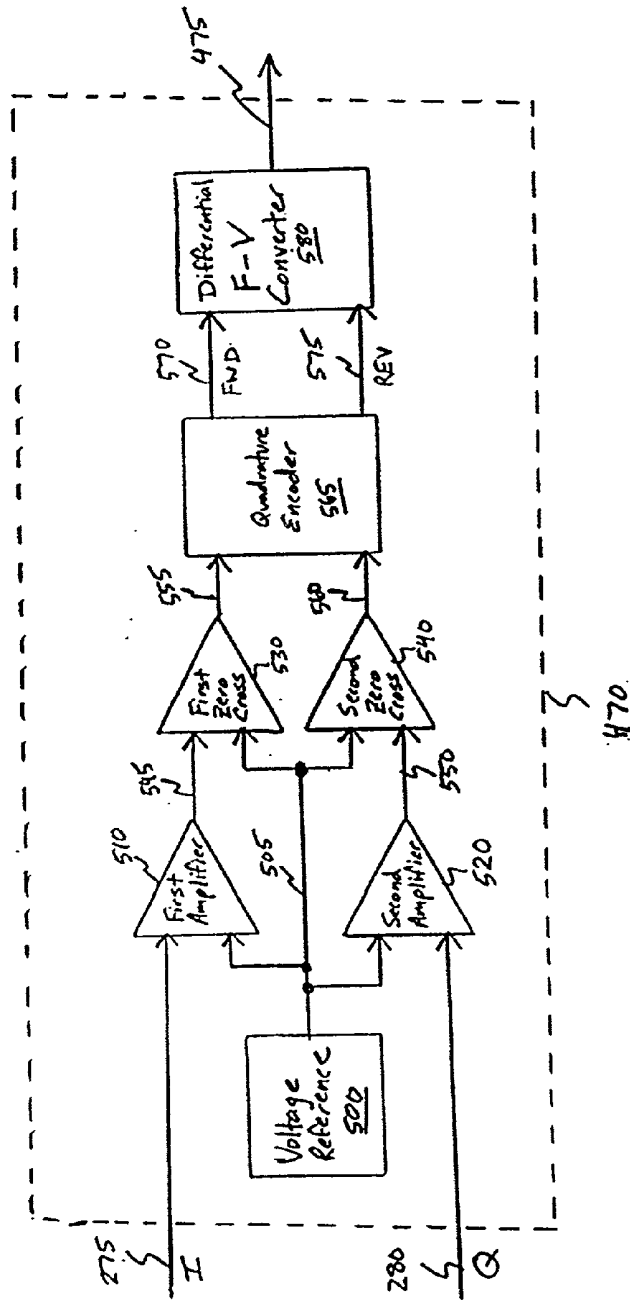 275
I
280
Q
Voltage
Reference
500
510
First
Amplifier
545
505
Second
Amplifier
520
550
First
Zero
Cross
530
555
Second
Zero
Cross
540
560
Quadrature
Encoder
565
570
FWD.
575
REV
Differential
F-V
Converter
580
475
470